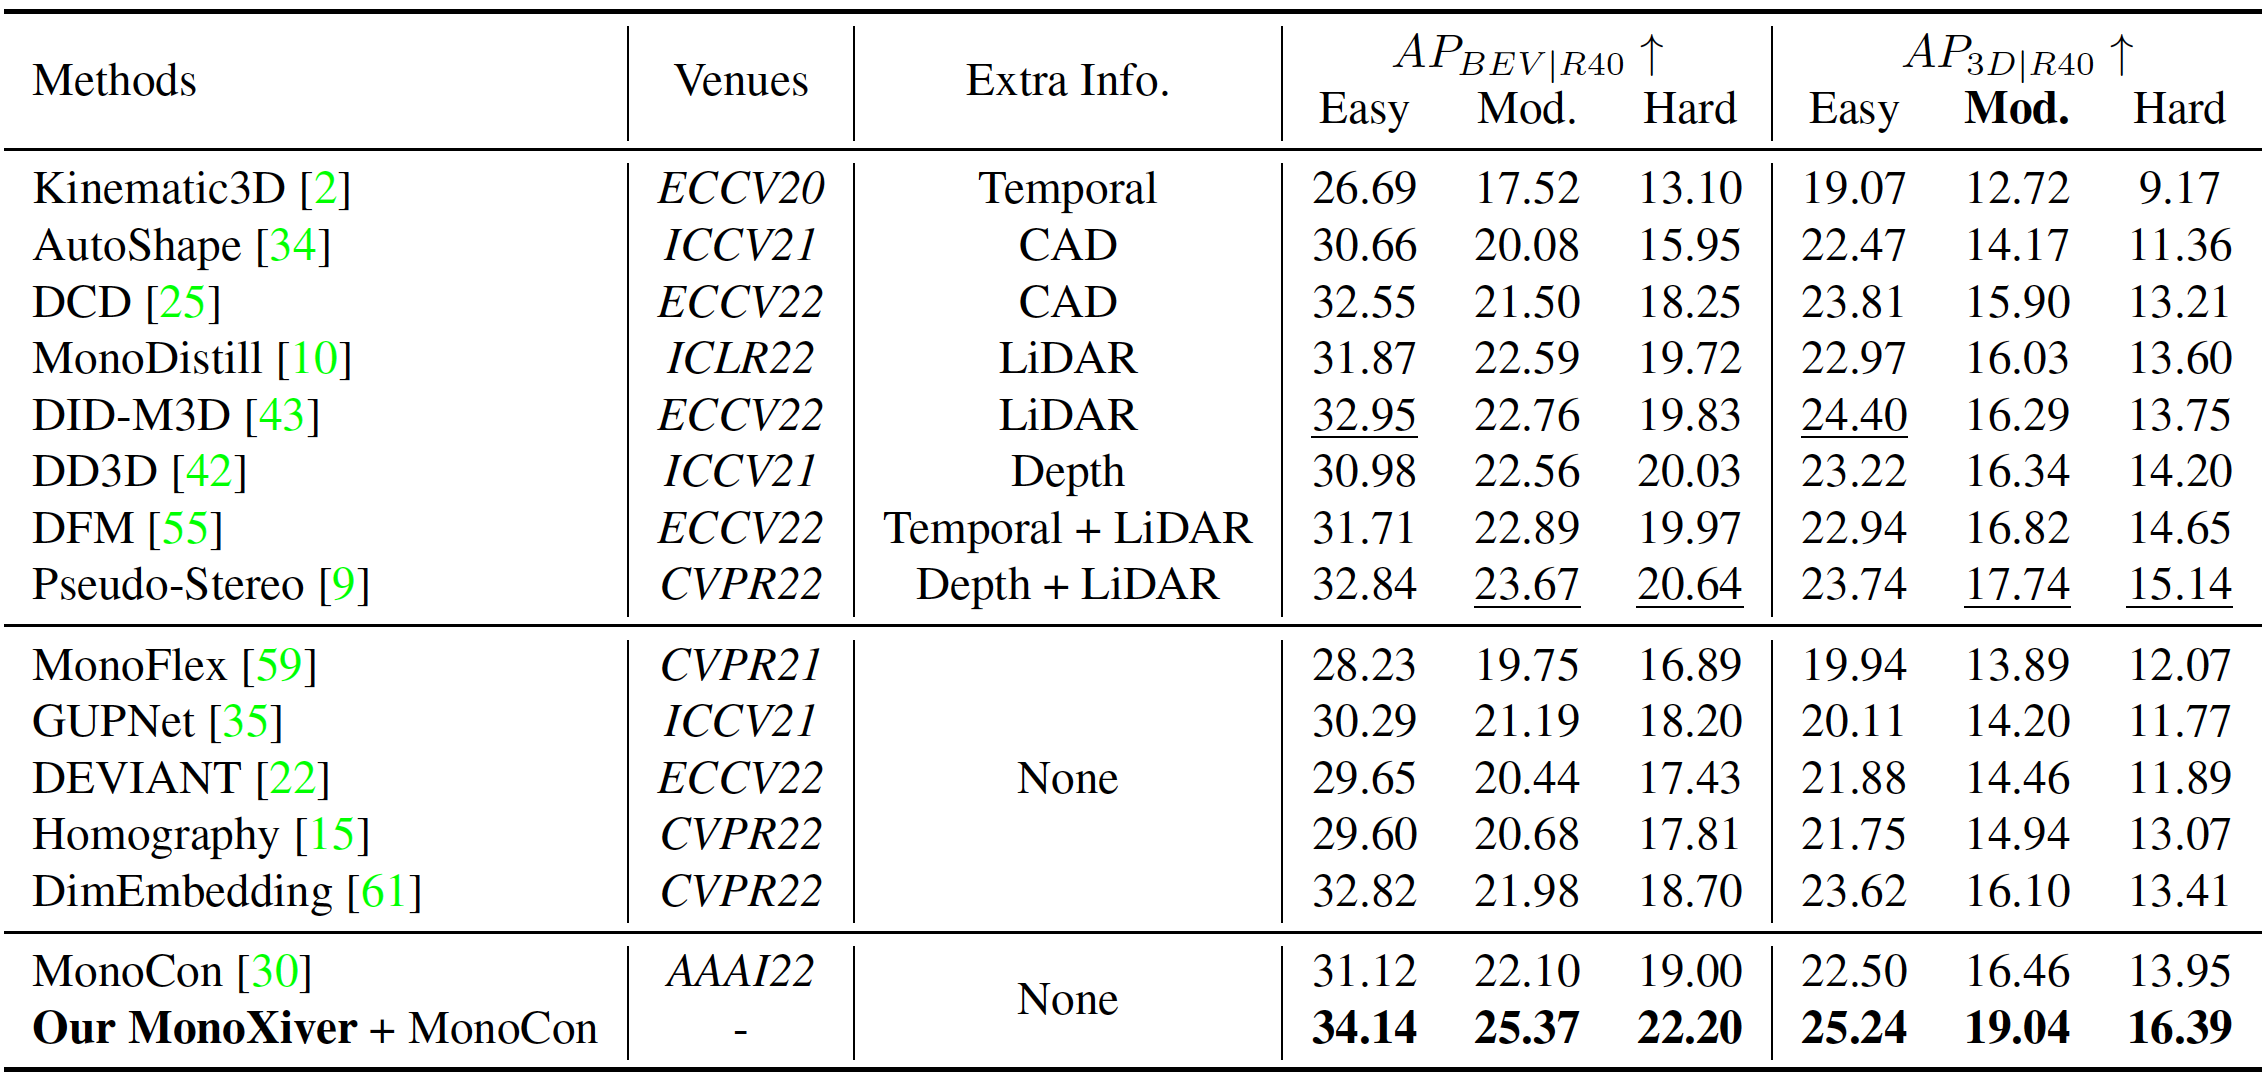 Methods Venues Extra Info. AP_{BEV|R40} ↑ AP_{3D|R40} ↑
Easy Mod. Hard Easy Mod. Hard
Kinematic3D [2] ECCV20 Temporal 26.69 17.52 13.10 19.07 12.72 9.17
AutoShape [34] ICCV21 CAD 30.66 20.08 15.95 22.47 14.17 11.36
DCD [25] ECCV22 CAD 32.55 21.50 18.25 23.81 15.90 13.21
MonoDistill [10] ICLR22 LiDAR 31.87 22.59 19.72 22.97 16.03 13.60
DID-M3D [43] ECCV22 LiDAR 32.95 22.76 19.83 24.40 16.29 13.75
DD3D [42] ICCV21 Depth 30.98 22.56 20.03 23.22 16.34 14.20
DFM [55] ECCV22 Temporal + LiDAR 31.71 22.89 19.97 22.94 16.82 14.65
Pseudo-Stereo [9] CVPR22 Depth + LiDAR 32.84 23.67 20.64 23.74 17.74 15.14
MonoFlex [59] CVPR21 28.23 19.75 16.89 19.94 13.89 12.07
GUPNet [35] ICCV21 30.29 21.19 18.20 20.11 14.20 11.77
DEVIANT [22] ECCV22 None 29.65 20.44 17.43 21.88 14.46 11.89
Homography [15] CVPR22 29.60 20.68 17.81 21.75 14.94 13.07
DimEmbedding [61] CVPR22 32.82 21.98 18.70 23.62 16.10 13.41
MonoCon [30] AAAI22 None 31.12 22.10 19.00 22.50 16.46 13.95
Our MonoXiver + MonoCon - 34.14 25.37 22.20 25.24 19.04 16.39